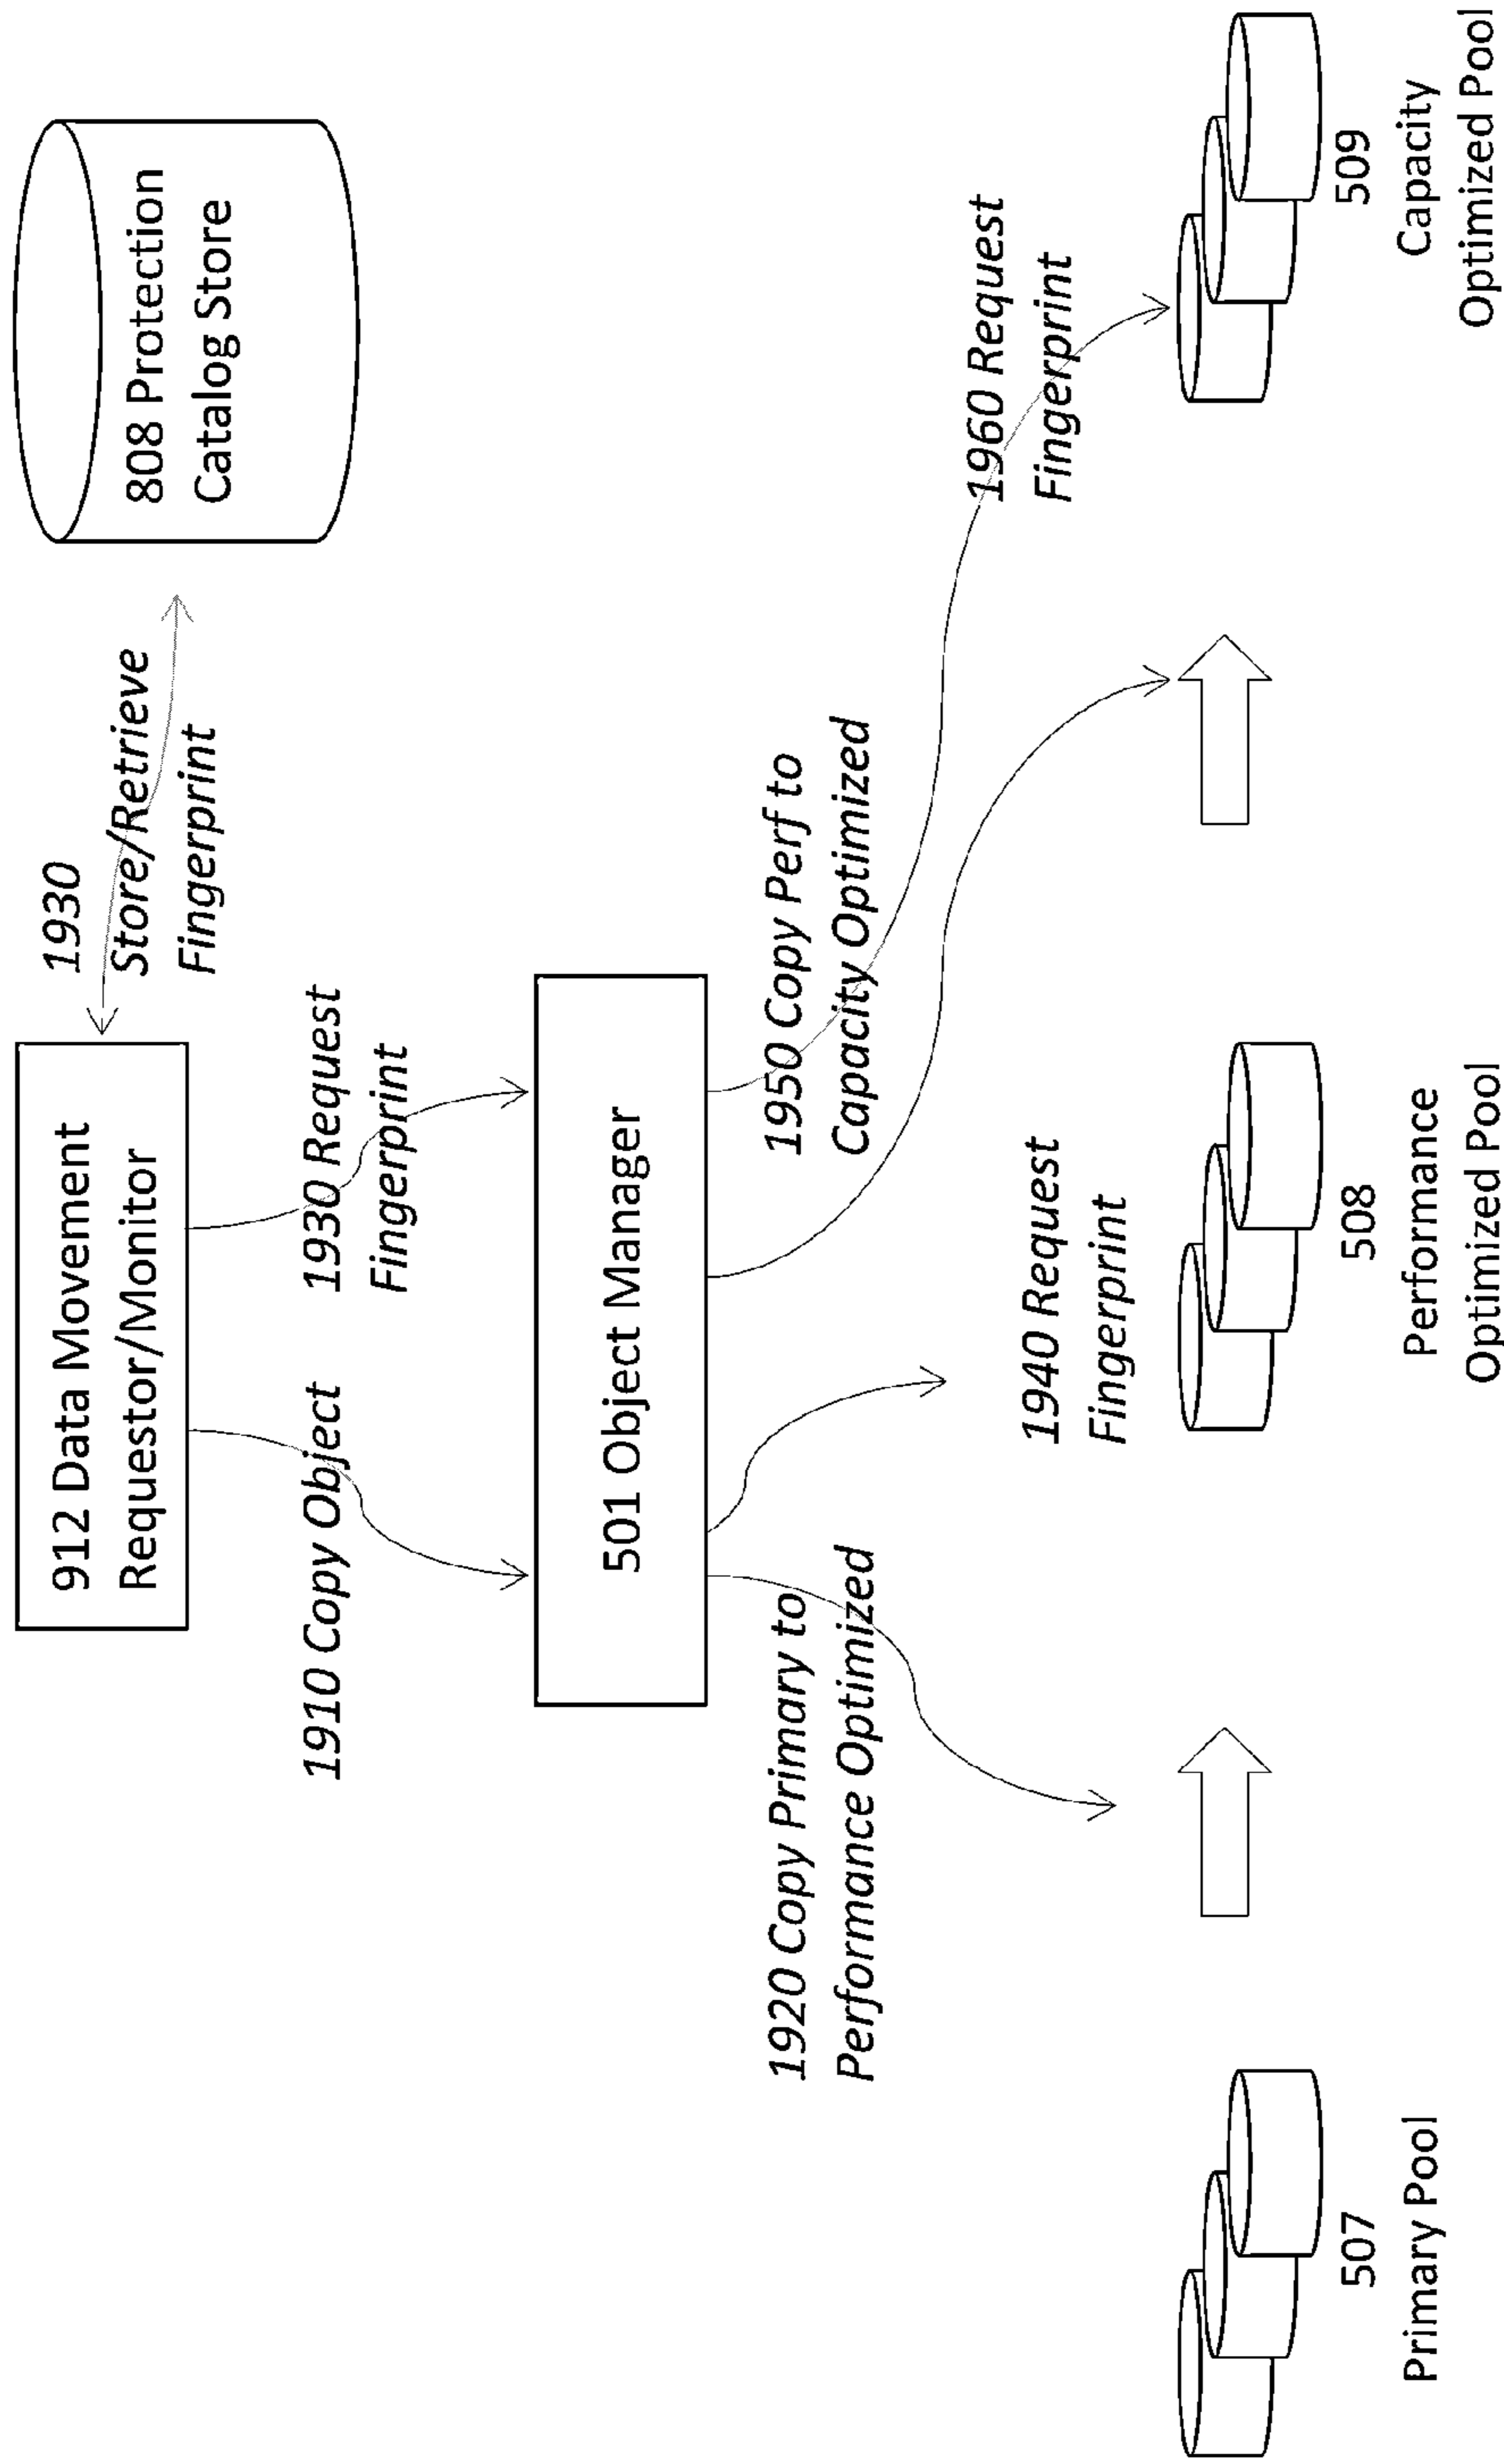 912 Data Movement
Requestor/Monitor
1930
Store/Retrieve
Fingerprint
808 Protection
Catalog Store
1910 Copy Object
1930 Request
Fingerprint
501 Object Manager
1920 Copy Primary to
Performance Optimized
1950 Copy Perf to
Capacity Optimized
1940 Request
Fingerprint
1960 Request
Fingerprint
507
Primary Pool
508
Performance
Optimized Pool
509
Capacity
Optimized Pool